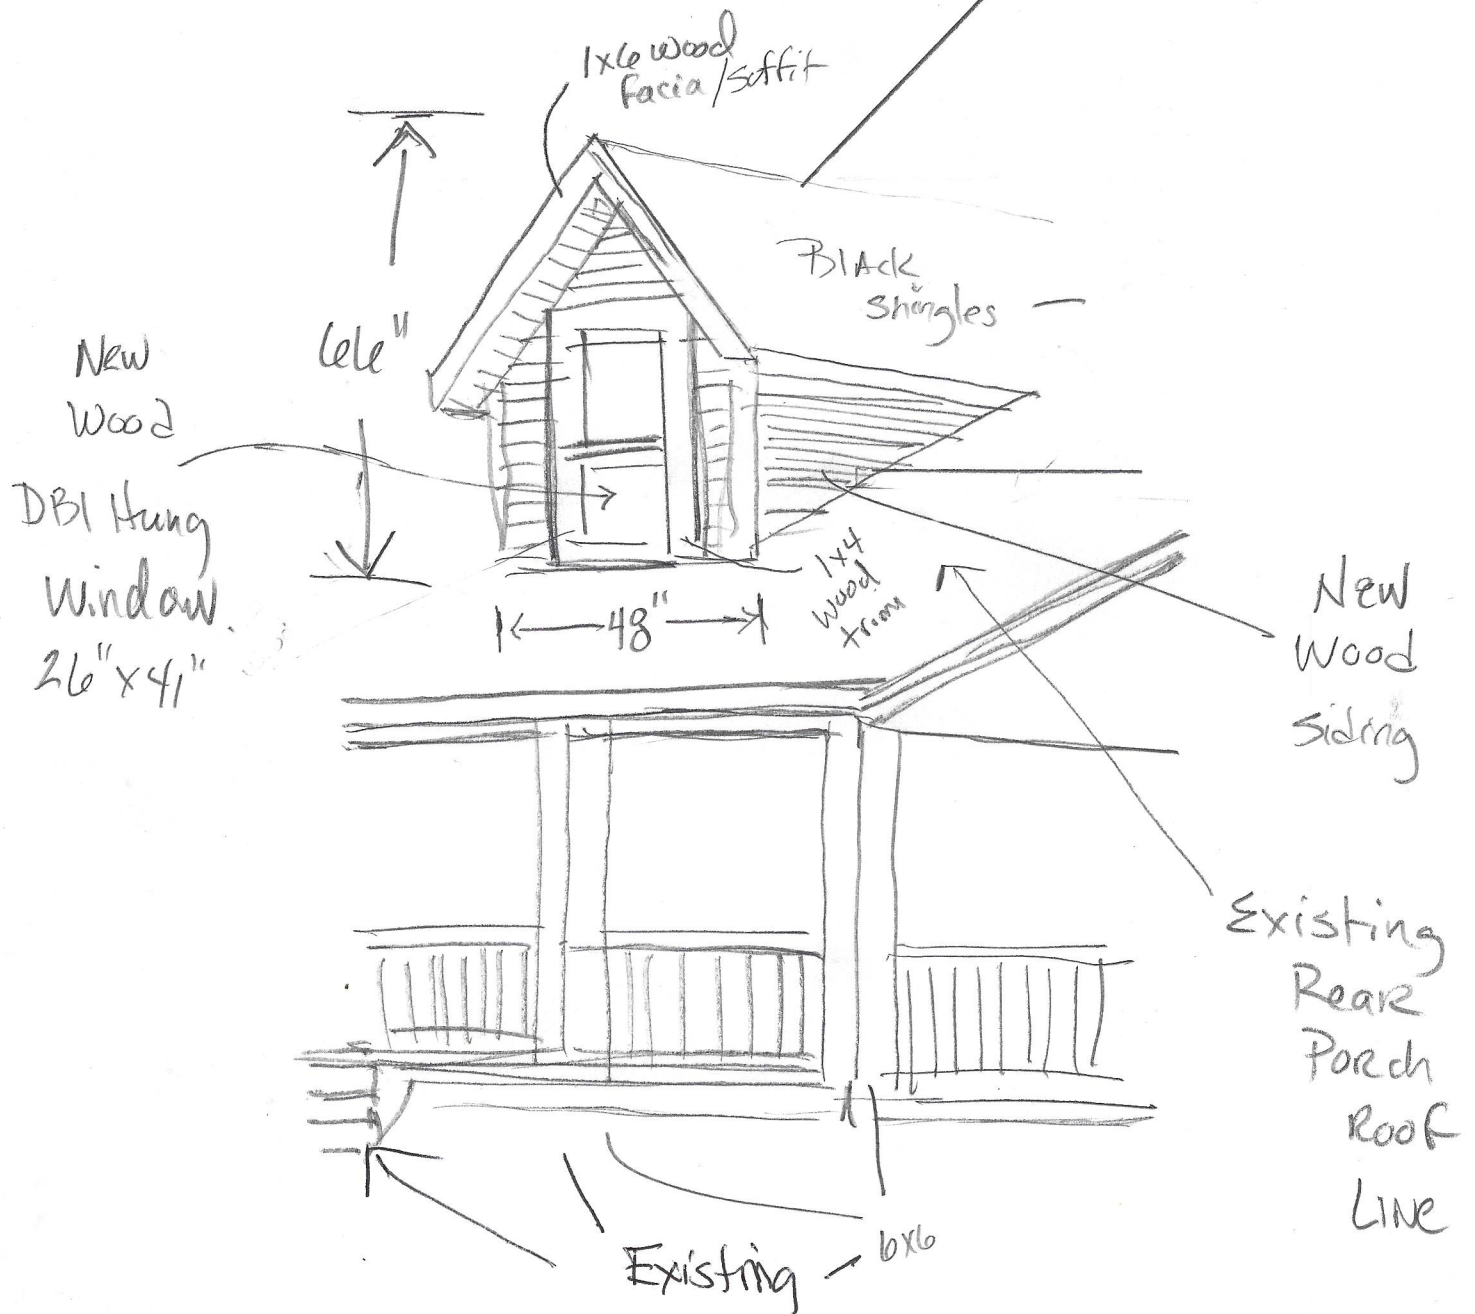 1x6 wood
Facia/Soffit
Black
Shingles
66"
New
Wood
DBl Hung
Window.
26"x41"
1x4
Wood
trim
48"
New
Wood
Siding
Existing
Rear
Porch
Roof
Line
6x6
Existing